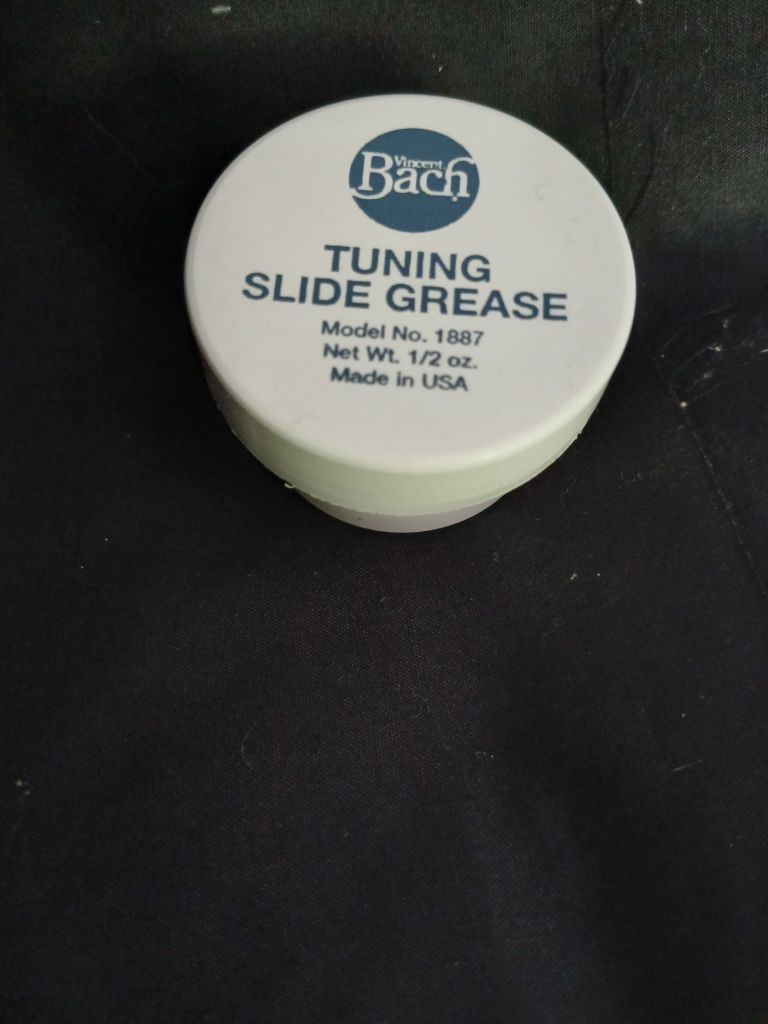 Vincent
Bach
TUNING
SLIDE GREASE
Model No. 1887
Net Wt. 1/2 oz.
Made in USA